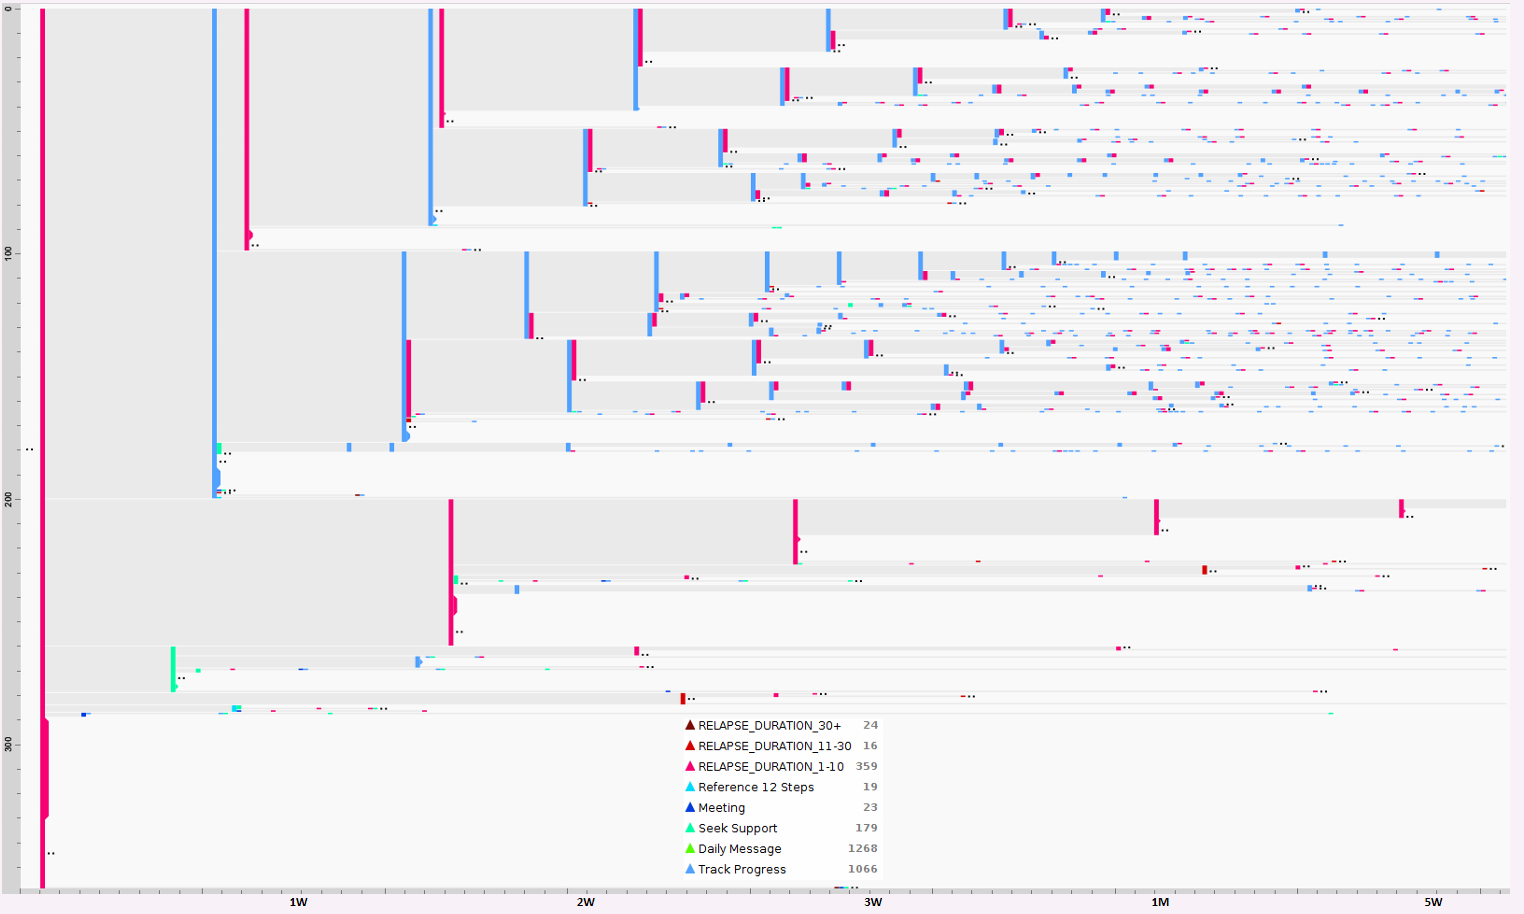 0
100
200
300
RELAPSE_DURATION_30+ 24
RELAPSE_DURATION_11-30 16
RELAPSE_DURATION_1-10 359
Reference 12 Steps 19
Meeting 23
Seek Support 179
Daily Message 1268
Track Progress 1066
1W 2W 3W 1M 5W